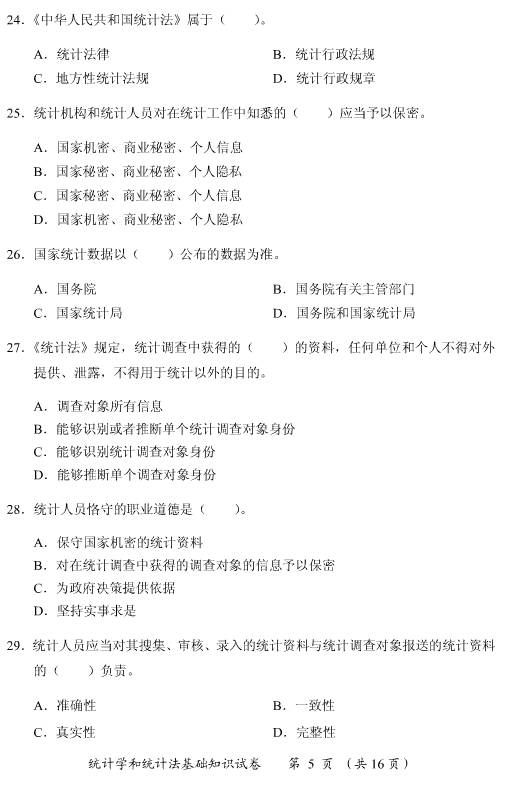 24.《中华人民共和国统计法》属于（　　）。
A．统计法律　　B．统计行政法规
C．地方性统计法规　　D．统计行政规章
25．统计机构和统计人员对在统计工作中知悉的（　　）应当予以保密。
A．国家机密、商业秘密、个人信息
B．国家秘密、商业秘密、个人隐私
C．国家秘密、商业秘密、个人信息
D．国家机密、商业秘密、个人隐私
26．国家统计数据以（　　）公布的数据为准。
A．国务院　　B．国务院有关主管部门
C．国家统计局　　D．国务院和国家统计局
27.《统计法》规定，统计调查中获得的（　　）的资料，任何单位和个人不得对外
提供、泄露，不得用于统计以外的目的。
A．调查对象所有信息
B．能够识别或者推断单个统计调查对象身份
C．能够识别统计调查对象身份
D．能够推断单个调查对象身份
28．统计人员恪守的职业道德是（　　）。
A．保守国家机密的统计资料
B．对在统计调查中获得的调查对象的信息予以保密
C．为政府决策提供依据
D．坚持实事求是
29．统计人员应当对其搜集、审核、录入的统计资料与统计调查对象报送的统计资料
的（　　）负责。
A．准确性　　B．一致性
C．真实性　　D．完整性
统计学和统计法基础知识试卷　　第 5 页 （共 16 页）